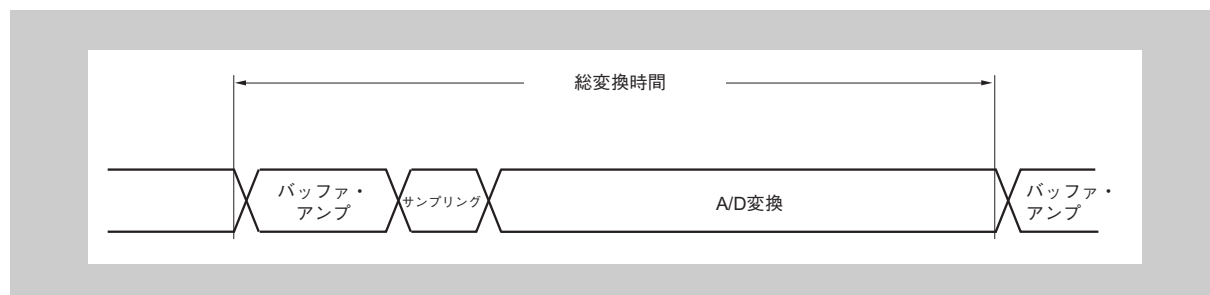 総変換時間
バッファ・
アンプ
サンプリング
A/D変換
バッファ・
アンプ